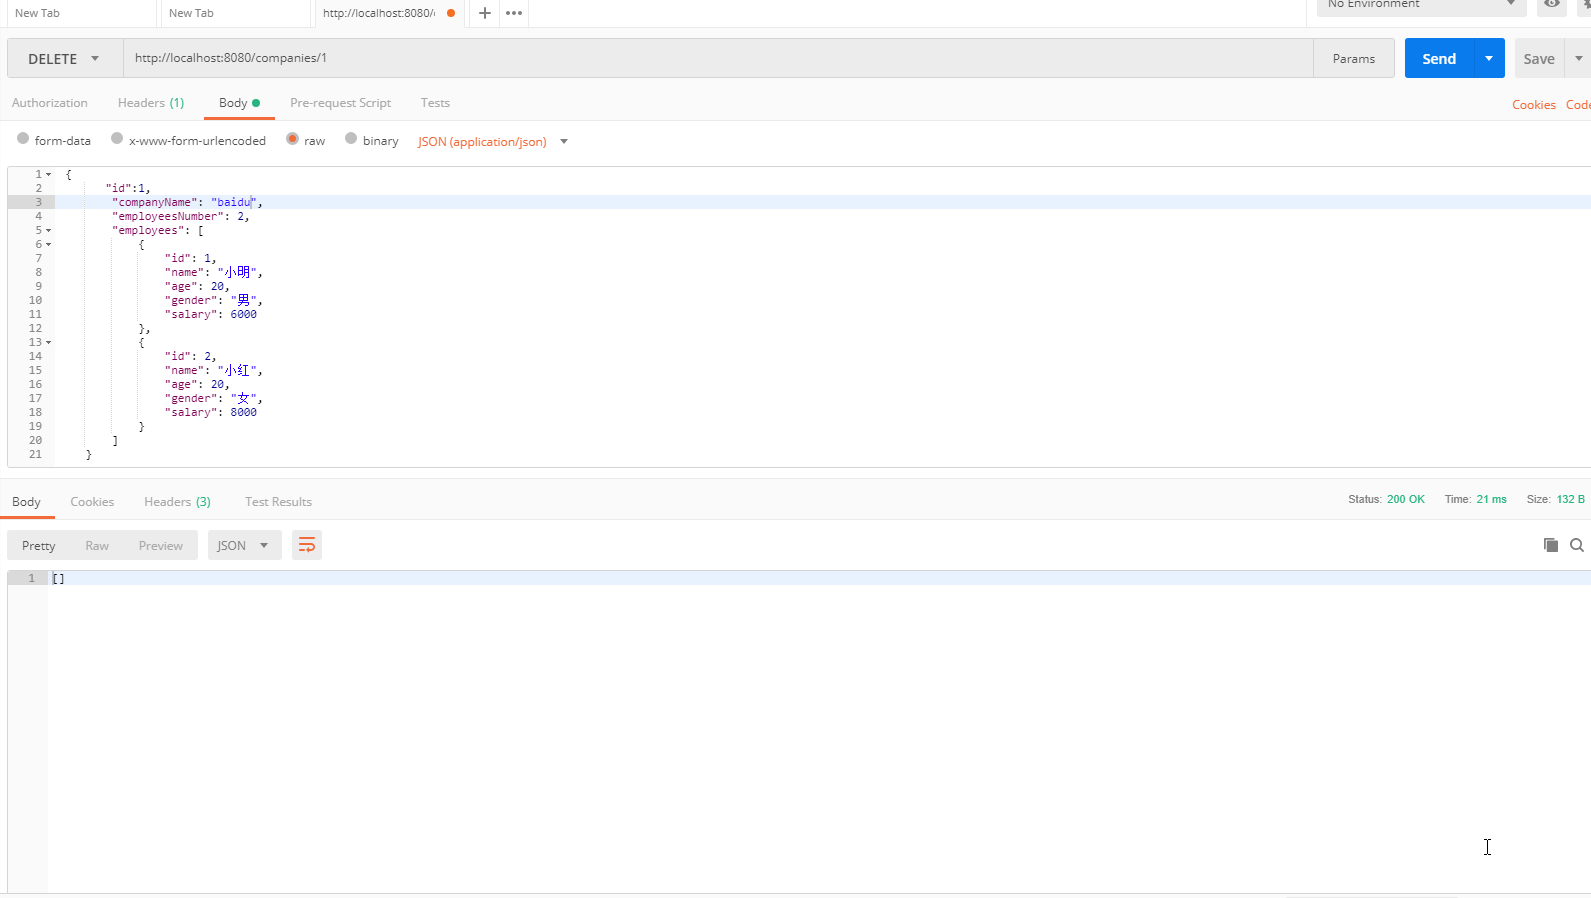 New Tab
New Tab
http://localhost:8080/
No Environment
DELETE
http://localhost:8080/companies/1
Params
Send
Save
Authorization
Headers (1)
Body
Pre-request Script
Tests
Cookies
Code
form-data
x-www-form-urlencoded
raw
binary
JSON (application/json)
1 {
2 "id":1,
3 "companyName": "baidu",
4 "employeesNumber": 2,
5 "employees": [
6 {
7 "id": 1,
8 "name": "小明",
9 "age": 20,
10 "gender": "男",
11 "salary": 6000
12 },
13 {
14 "id": 2,
15 "name": "小红",
16 "age": 20,
17 "gender": "女",
18 "salary": 8000
19 }
20 ]
21 }
Body
Cookies
Headers (3)
Test Results
Status: 200 OK
Time: 21 ms
Size: 132 B
Pretty
Raw
Preview
JSON
1 []